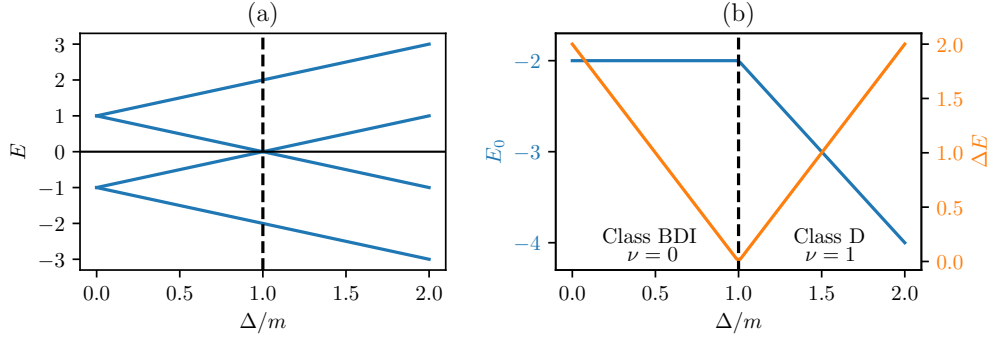 (a)
3
2
1
0
−1
−2
−3
E
0.0 0.5 1.0 1.5 2.0
Δ/m
(b)
−2
−3
−4
E₀
2.0
1.5
1.0
0.5
0.0
ΔE
Class BDI
ν = 0
Class D
ν = 1
0.0 0.5 1.0 1.5 2.0
Δ/m